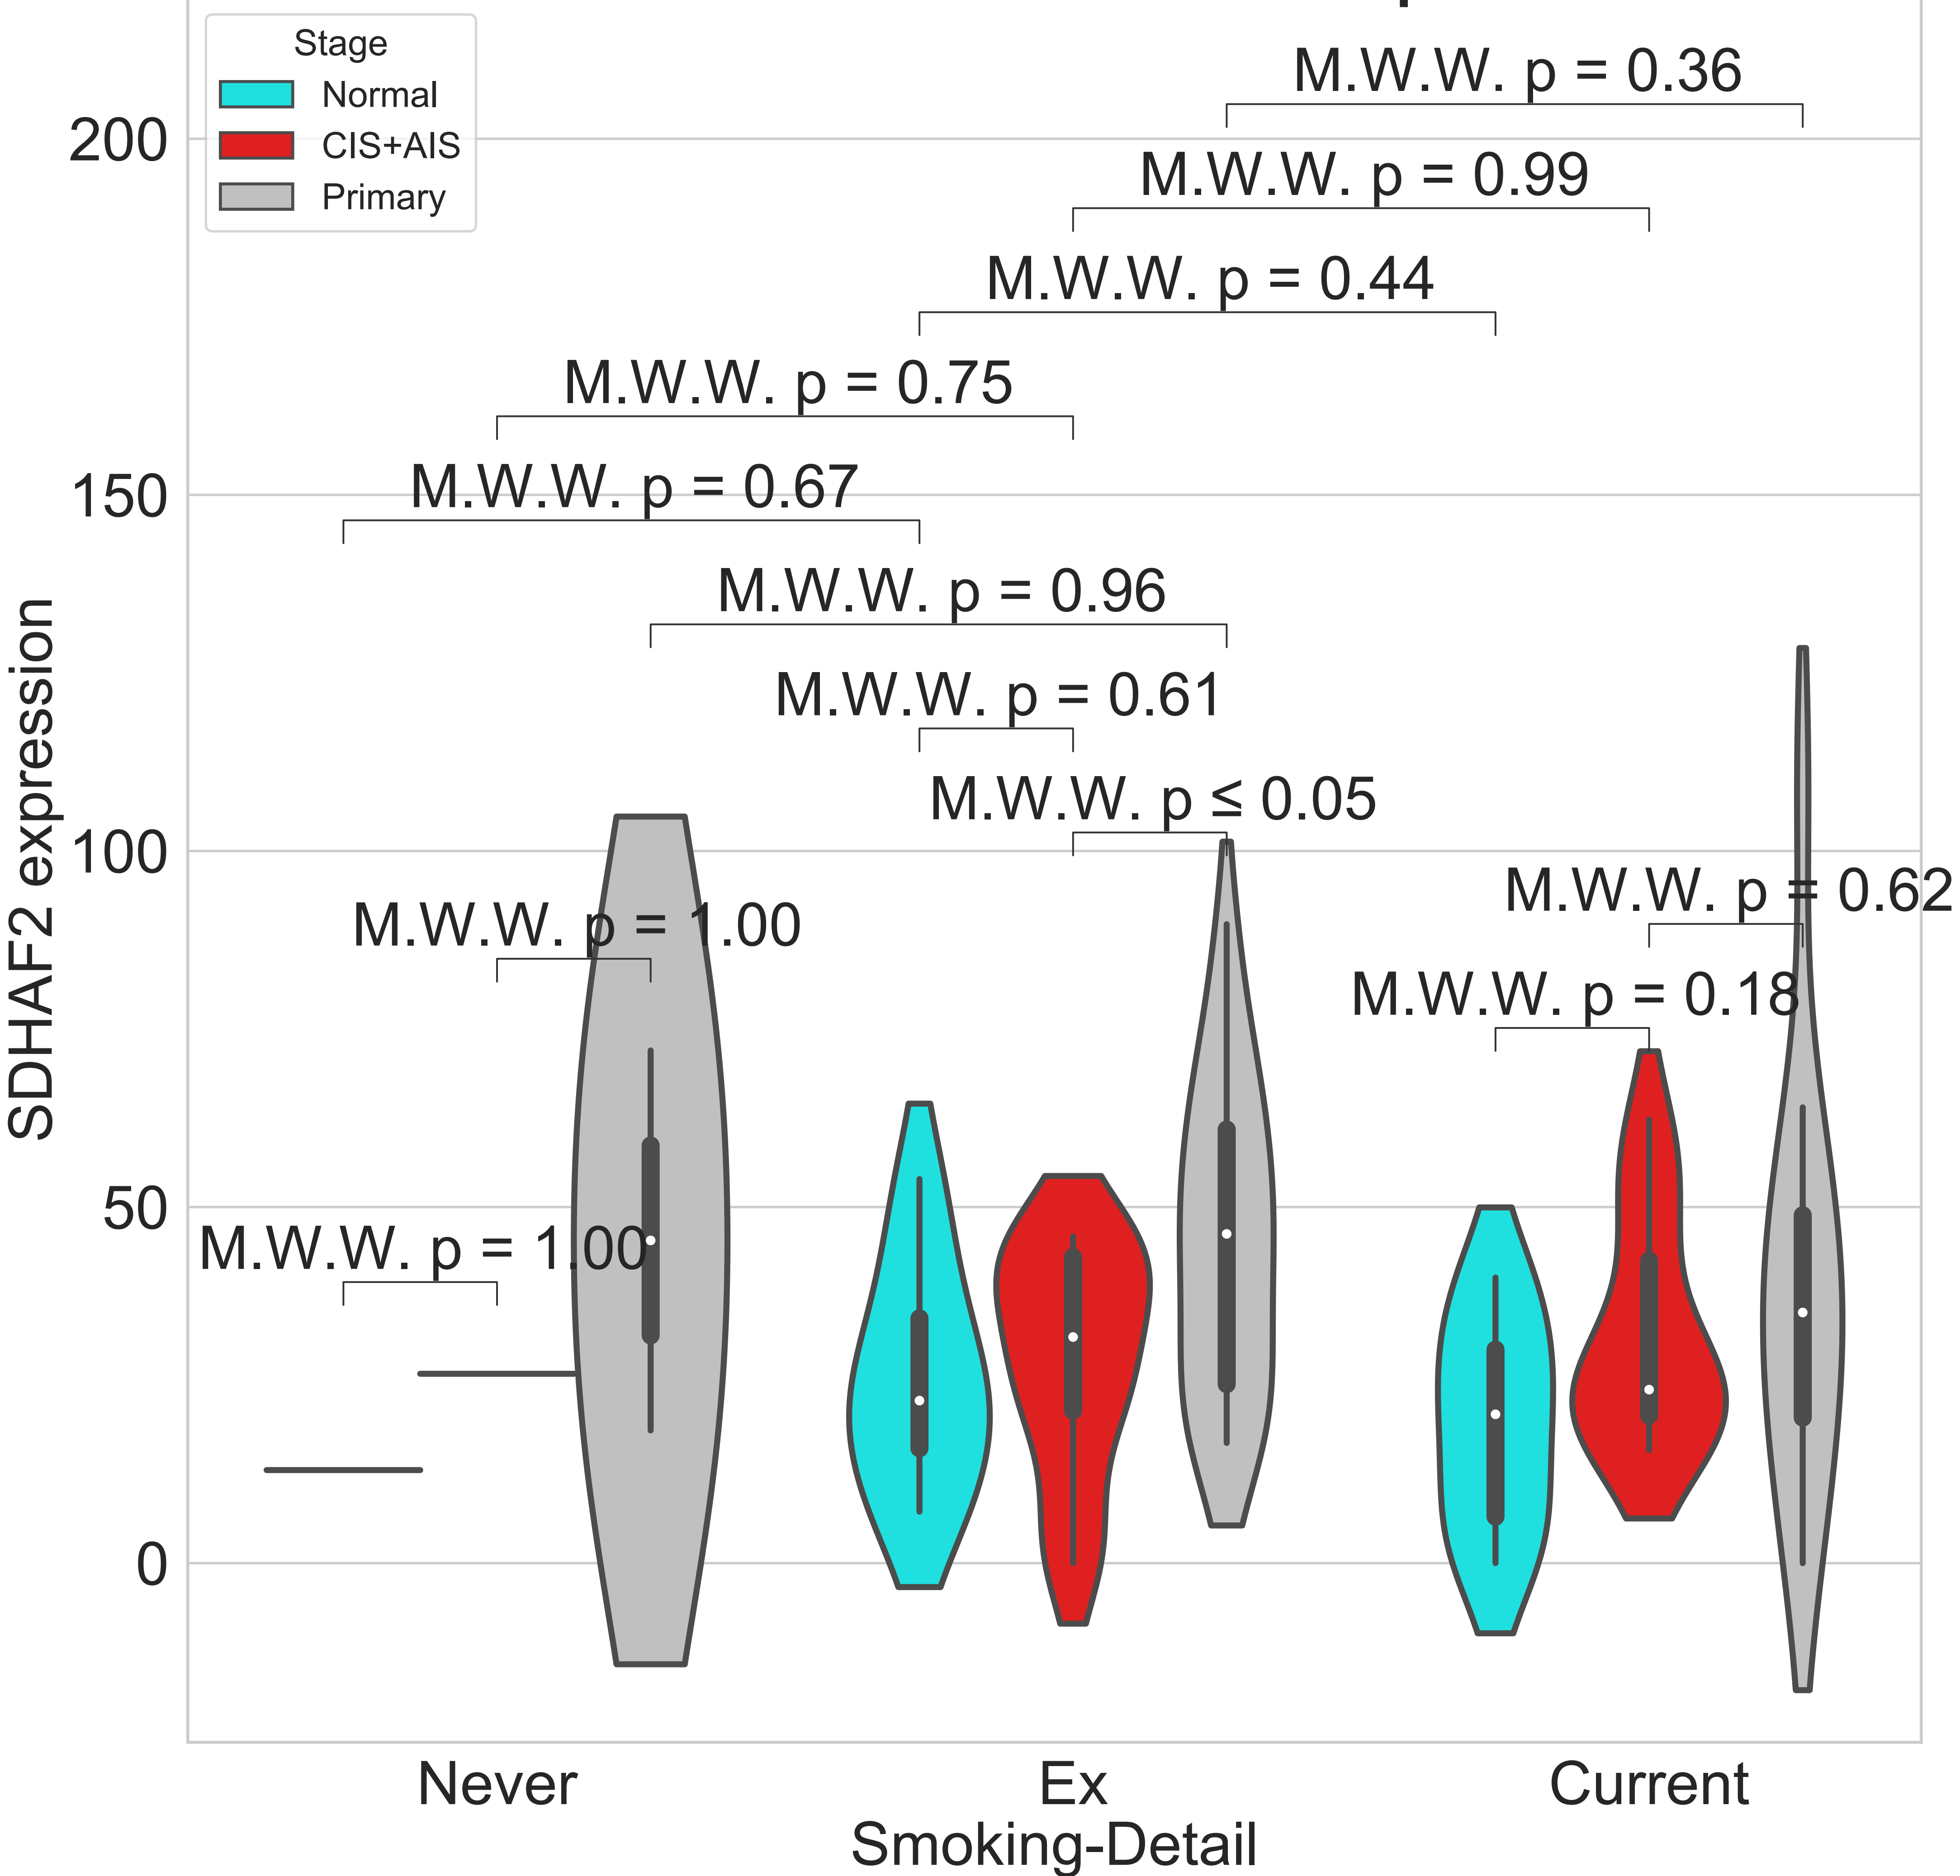 Stage
Normal
CIS+AIS
Primary
M.W.W. p = 0.36
M.W.W. p = 0.99
M.W.W. p = 0.44
M.W.W. p = 0.75
M.W.W. p = 0.67
M.W.W. p = 0.96
M.W.W. p = 0.61
M.W.W. p ≤ 0.05
M.W.W. p = 0.62
M.W.W. p = 1.00
M.W.W. p = 0.18
M.W.W. p = 1.00
200
150
100
50
0
SDHAF2 expression
Never
Ex
Current
Smoking-Detail